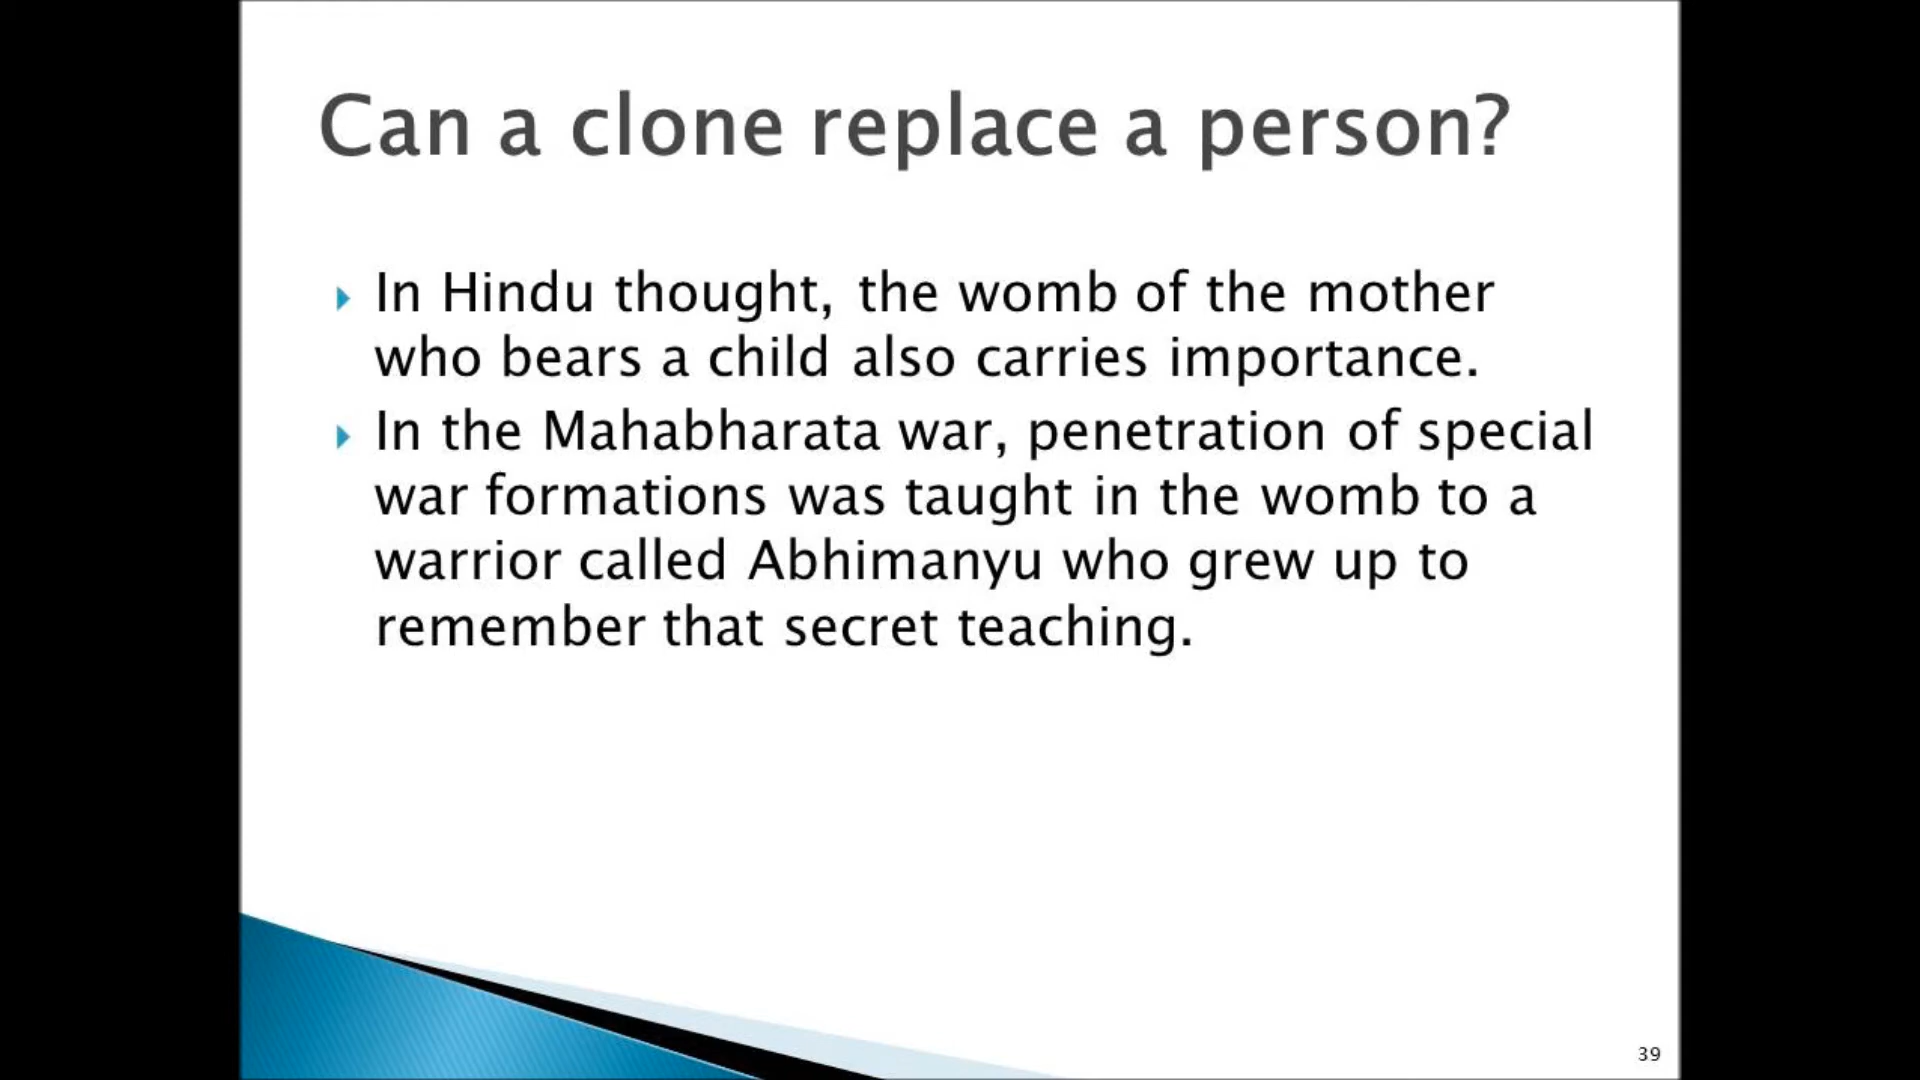 Can a clone replace a person?
In Hindu thought, the womb of the mother
who bears a child also carries importance.
In the Mahabharata war, penetration of special
war formations was taught in the womb to a
warrior called Abhimanyu who grew up to
remember that secret teaching.
39